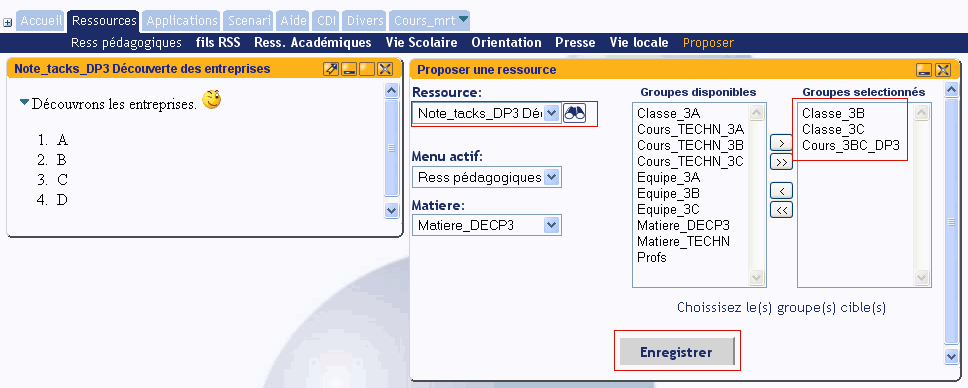 Accueil Ressources Applications Scenari Aide CDI Divers Cours_mrt
Ress pédagogiques fils RSS Ress. Académiques Vie Scolaire Orientation Presse Vie locale Proposer
Note_tacks_DP3 Découverte des entreprises
Découvrons les entreprises.
1. A
2. B
3. C
4. D
Proposer une ressource
Ressource:
Note_tacks_DP3 Déc
Menu actif:
Ress pédagogiques
Matiere:
Matiere_DECP3
Groupes disponibles
Classe_3A
Cours_TECHN_3A
Cours_TECHN_3B
Cours_TECHN_3C
Equipe_3A
Equipe_3B
Equipe_3C
Matiere_DECP3
Matiere_TECHN
Profs
>
>>
<
<<
Groupes selectionnés
Classe_3B
Classe_3C
Cours_3BC_DP3
Choissisez le(s) groupe(s) cible(s)
Enregistrer